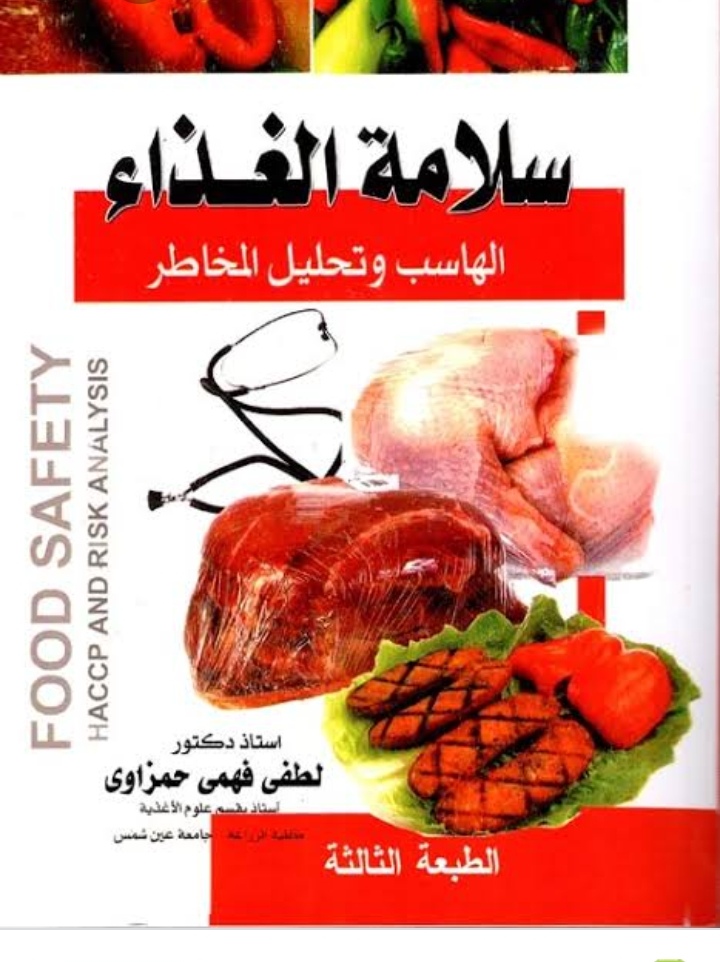 سلامة الغذاء
الهاسب وتحليل المخاطر
FOOD SAFETY
HACCP AND RISK ANALYSIS
استاذ دكتور
لطفى فهمى حمزاوى
أستاذ بقسم علوم الأغذية
جامعة عين شمس
الطبعة الثالثة